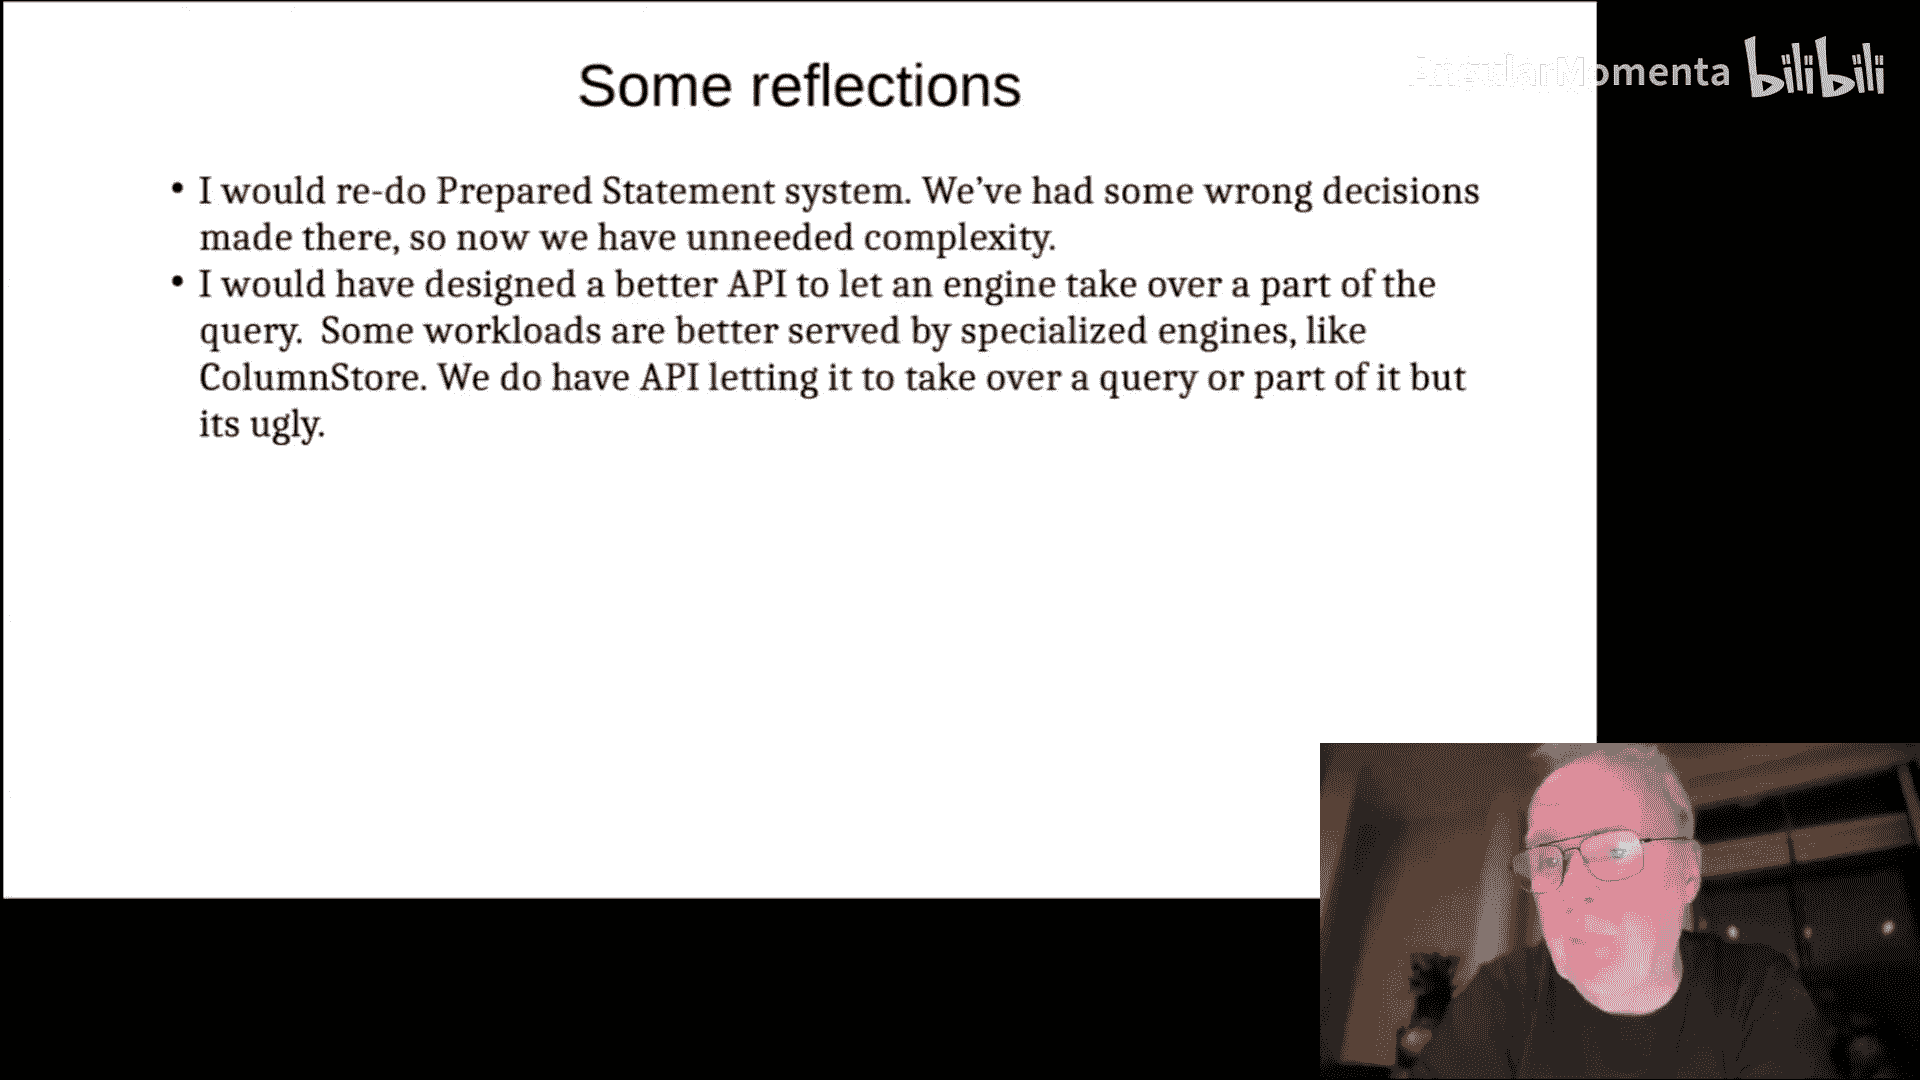 Some reflections
AngularMomenta bilibili
• I would re-do Prepared Statement system. We’ve had some wrong decisions
made there, so now we have unneeded complexity.
• I would have designed a better API to let an engine take over a part of the
query.  Some workloads are better served by specialized engines, like
ColumnStore. We do have API letting it to take over a query or part of it but
its ugly.